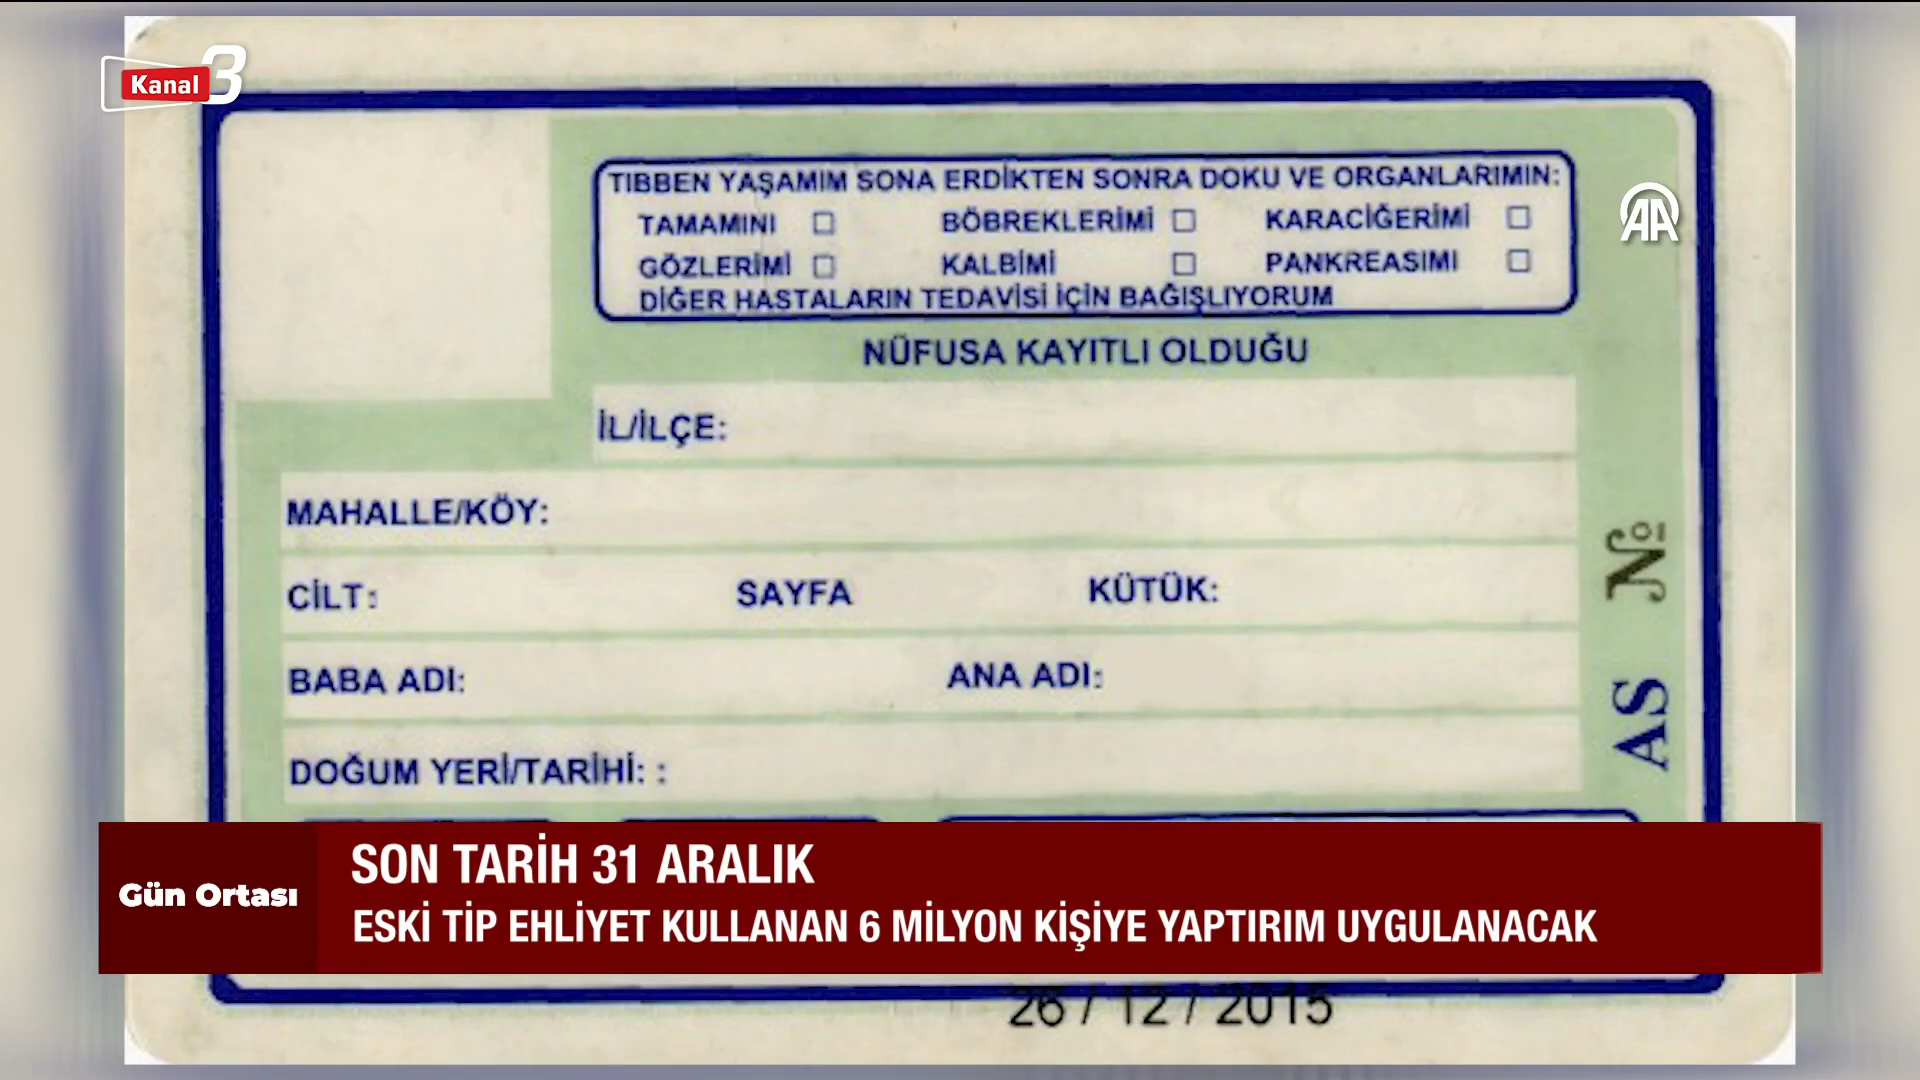 Kanal 3
TIBBEN YAŞAMIM SONA ERDİKTEN SONRA DOKU VE ORGANLARIMIN:
TAMAMINI BÖBREKLERİMİ KARACİĞERİMİ
GÖZLERİMİ KALBİMİ PANKREASIMI
DİĞER HASTALARIN TEDAVİSİ İÇİN BAĞIŞLIYORUM
AA
NÜFUSA KAYITLI OLDUĞU
İL/İLÇE:
MAHALLE/KÖY:
CİLT: SAYFA KÜTÜK:
BABA ADI: ANA ADI:
DOĞUM YERİ/TARİHİ: :
AS №
Gün Ortası
SON TARİH 31 ARALIK
ESKİ TİP EHLİYET KULLANAN 6 MİLYON KİŞİYE YAPTIRIM UYGULANACAK
26 / 12 / 2015